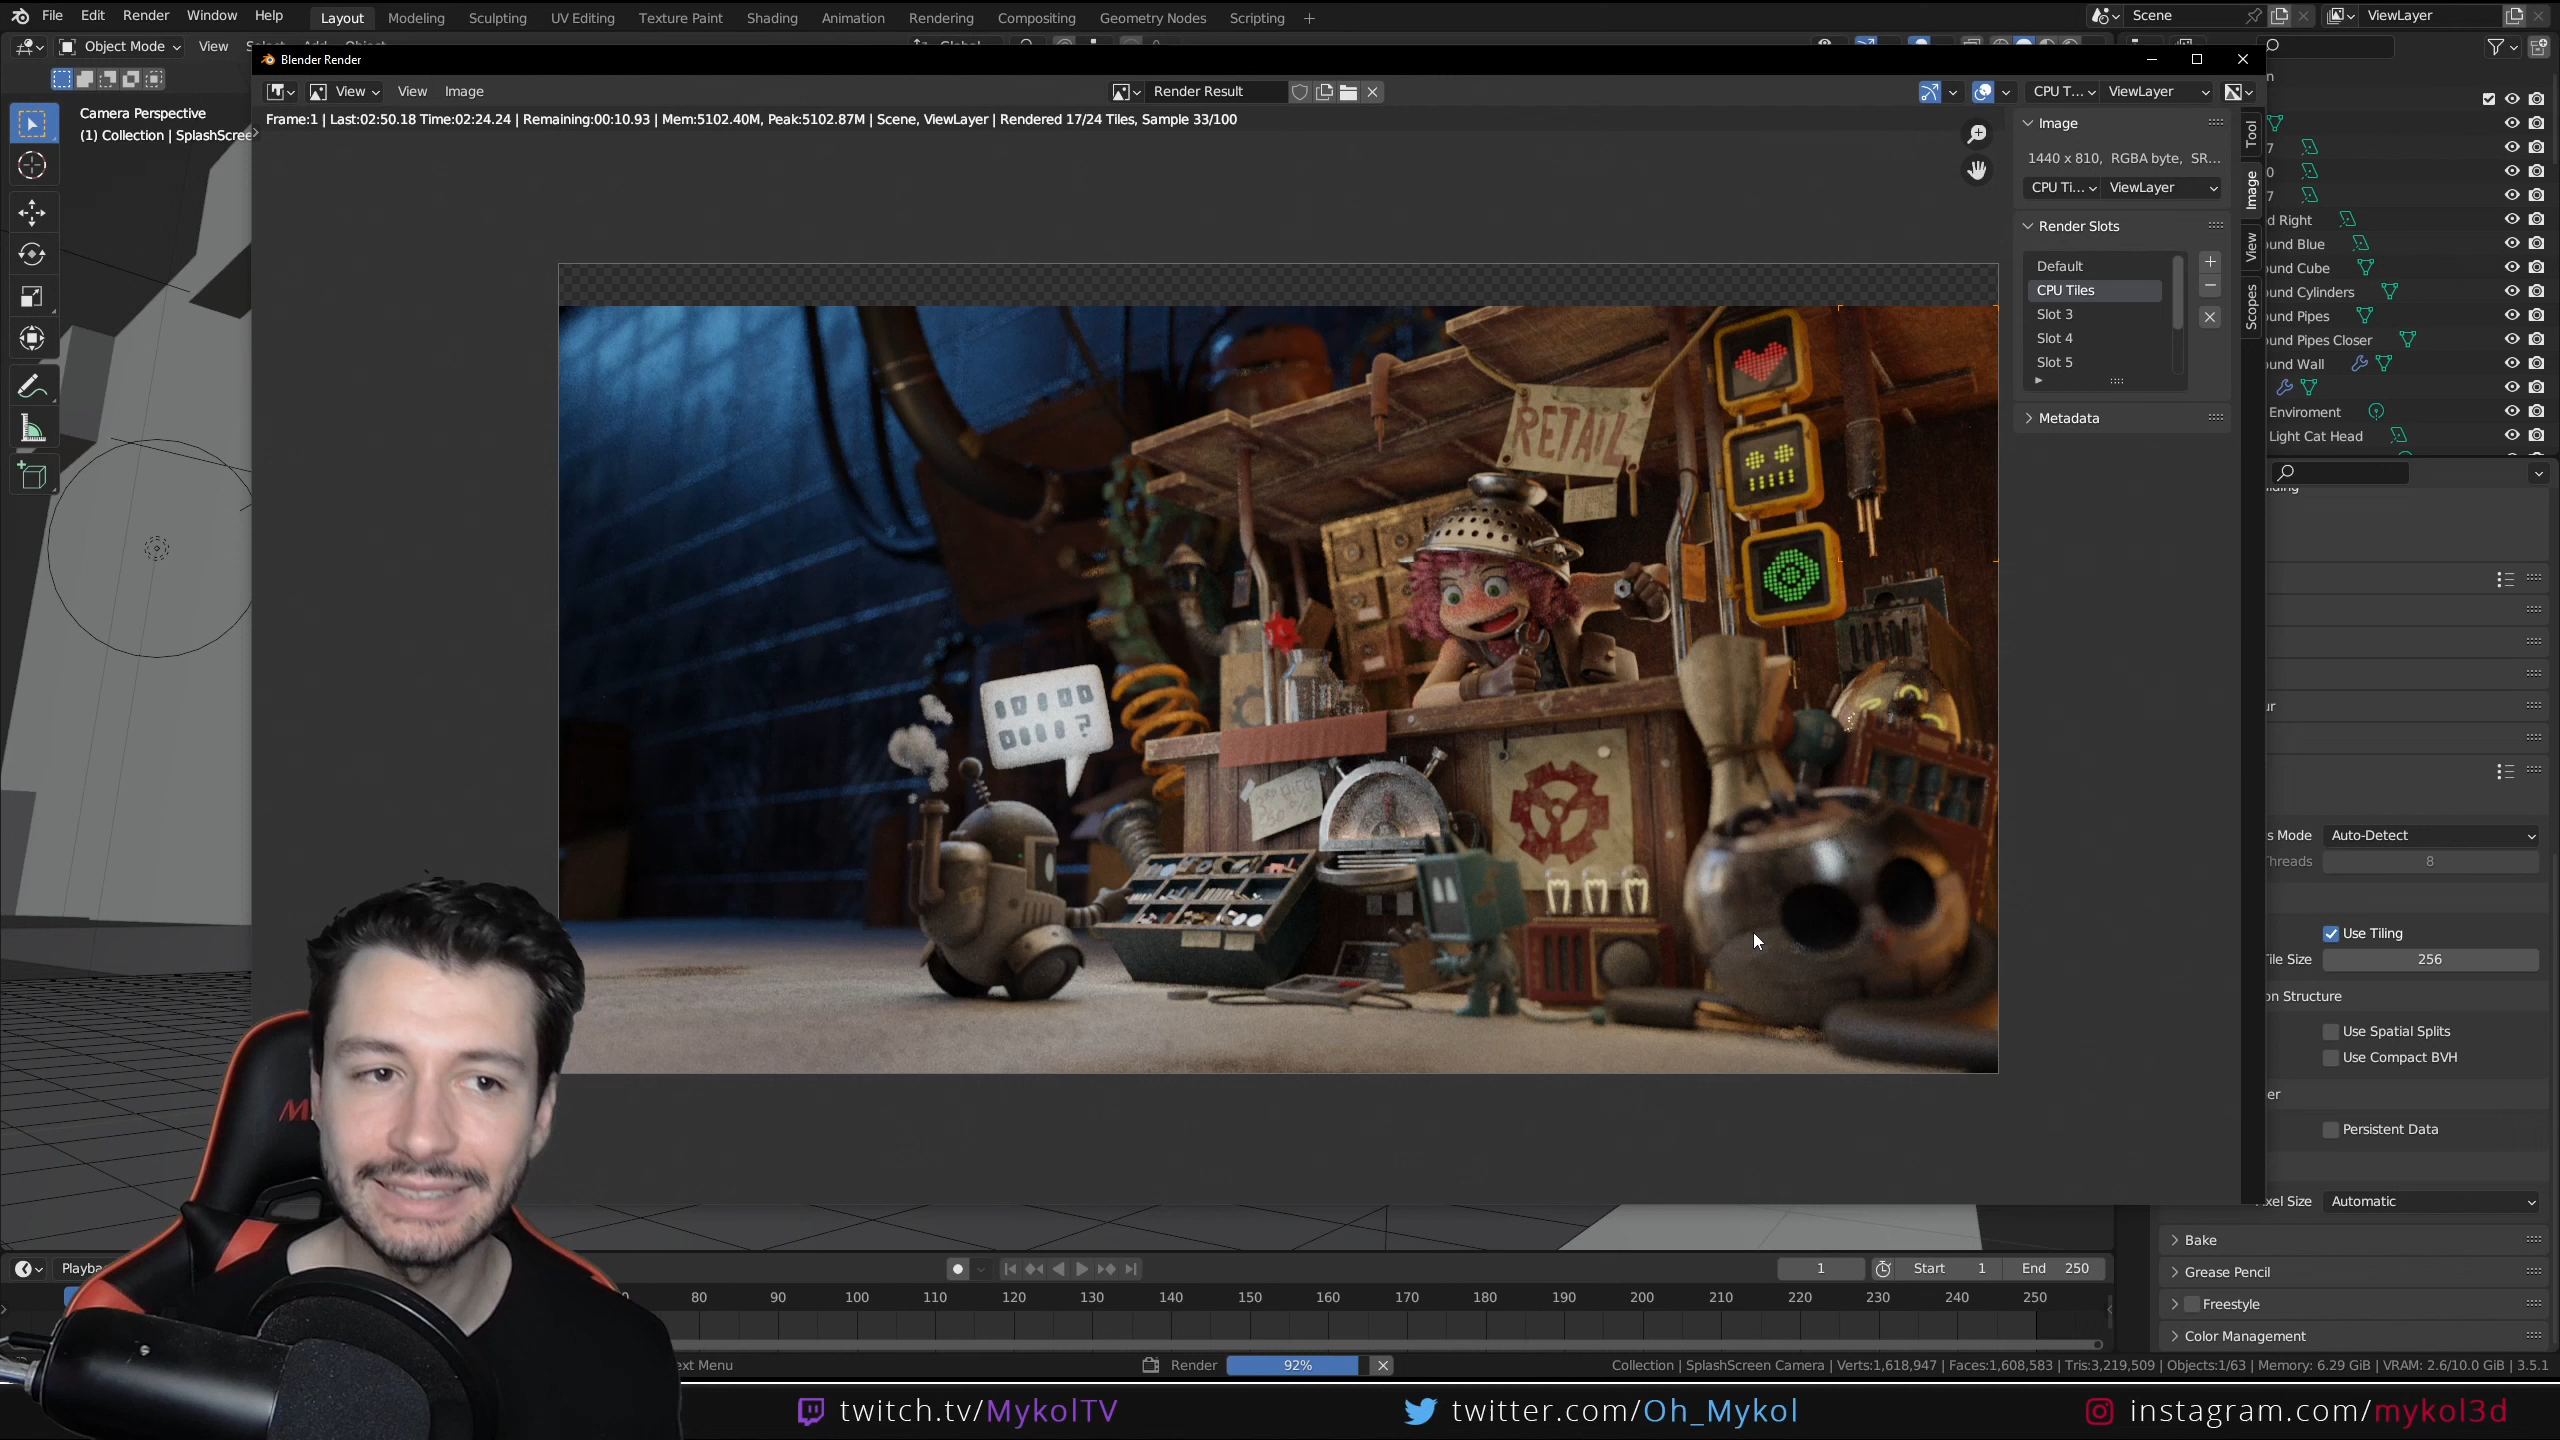 File Edit Render Window Help Layout Modeling Sculpting UV Editing Texture Paint Shading Animation Rendering Compositing Geometry Nodes Scripting + Scene ViewLayer
Object Mode View
Blender Render
View View Image Render Result CPU T... ViewLayer
Camera Perspective
(1) Collection | SplashScree
Frame:1 | Last:02:50.18 Time:02:24.24 | Remaining:00:10.93 | Mem:5102.40M, Peak:5102.87M | Scene, ViewLayer | Rendered 17/24 Tiles, Sample 33/100
Image
1440 x 810, RGBA byte, SR...
CPU Ti... ViewLayer
Render Slots
Default
CPU Tiles
Slot 3
Slot 4
Slot 5
Metadata
Tool
Image
View
Scopes
d Right
und Blue
und Cube
und Cylinders
und Pipes
und Pipes Closer
und Wall
Enviroment
Light Cat Head
RETAIL
s Mode Auto-Detect
Threads 8
Use Tiling
Tile Size 256
on Structure
Use Spatial Splits
Use Compact BVH
er
Persistent Data
xel Size Automatic
Bake
Grease Pencil
Freestyle
Color Management
Playba 1 Start 1 End 250
80 90 100 110 120 130 140 150 160 170 180 190 200 210 220 230 240 250
ext Menu Render 92% Collection | SplashScreen Camera | Verts:1,618,947 | Faces:1,608,583 | Tris:3,219,509 | Objects:1/63 | Memory: 6.29 GiB | VRAM: 2.6/10.0 GiB | 3.5.1
twitch.tv/MykolTV twitter.com/Oh_Mykol instagram.com/mykol3d